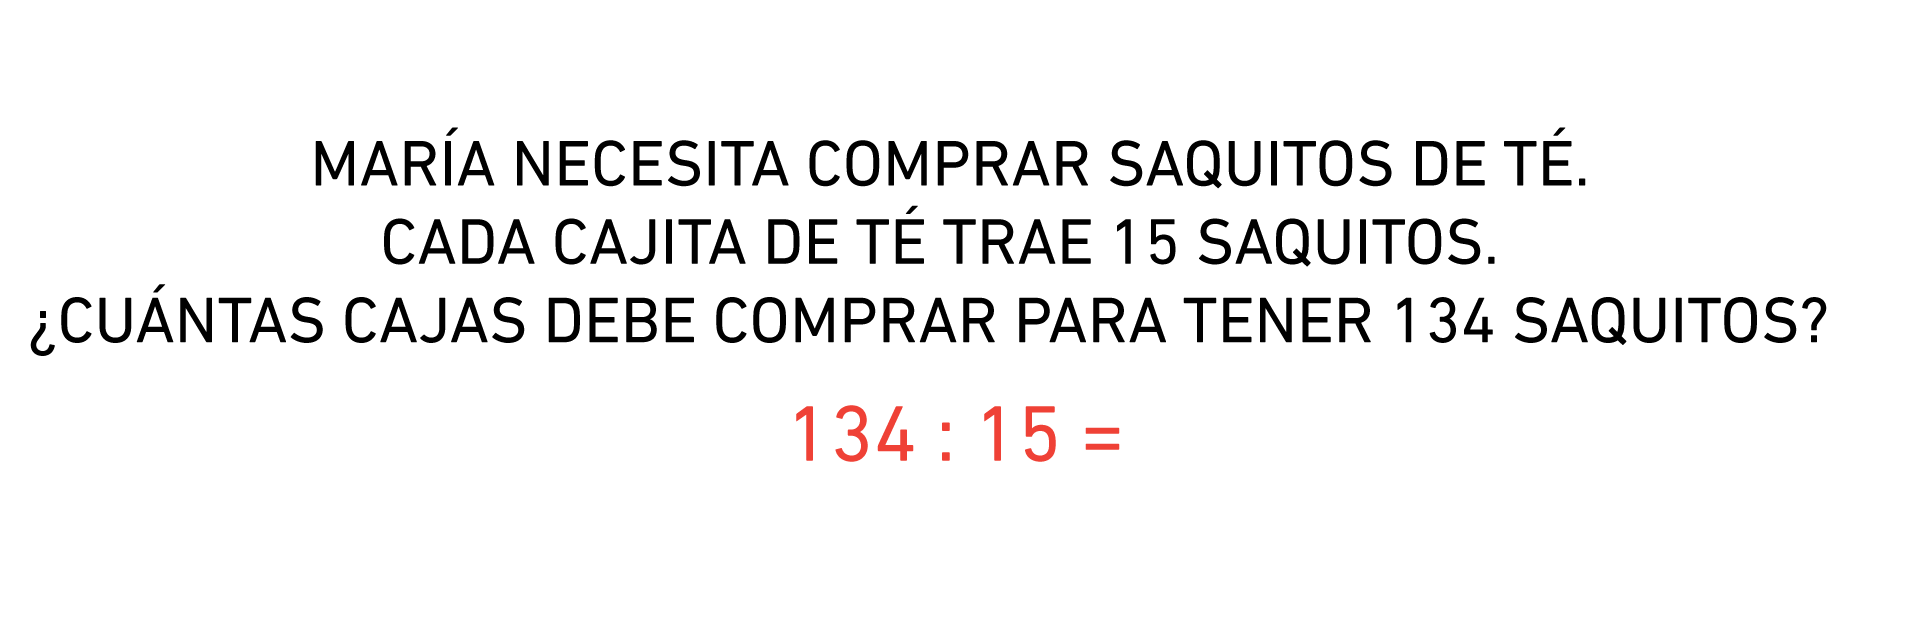 MARÍA NECESITA COMPRAR SAQUITOS DE TÉ.
CADA CAJITA DE TÉ TRAE 15 SAQUITOS.
¿CUÁNTAS CAJAS DEBE COMPRAR PARA TENER 134 SAQUITOS?
134 : 15 =